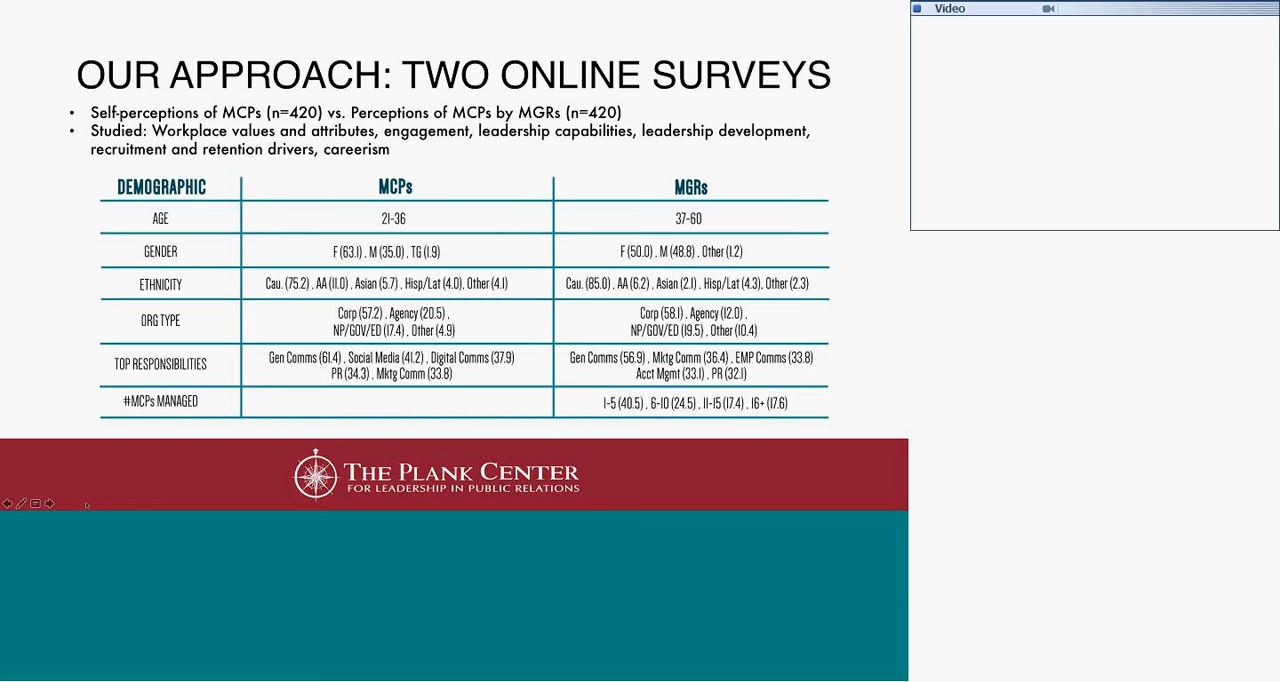 Video
OUR APPROACH: TWO ONLINE SURVEYS
• Self-perceptions of MCPs (n=420) vs. Perceptions of MCPs by MGRs (n=420)
• Studied: Workplace values and attributes, engagement, leadership capabilities, leadership development,
recruitment and retention drivers, careerism
DEMOGRAPHIC MCPs MGRs
AGE 21-36 37-60
GENDER F (63.1) , M (35.0) , TG (1.9) F (50.0) , M (48.8) , Other (1.2)
ETHNICITY Cau. (75.2) , AA (11.0) , Asian (5.7) , Hisp/Lat (4.0), Other (4.1) Cau. (85.0) , AA (6.2) , Asian (2.1) , Hisp/Lat (4.3), Other (2.3)
ORG TYPE Corp (57.2) , Agency (20.5) , Corp (58.1) , Agency (12.0) ,
NP/GOV/ED (17.4) , Other (4.9) NP/GOV/ED (19.5) , Other (10.4)
TOP RESPONSIBILITIES Gen Comms (61.4) , Social Media (41.2) , Digital Comms (37.9) Gen Comms (56.9) , Mktg Comm (36.4) , EMP Comms (33.8)
PR (34.3) , Mktg Comm (33.8) Acct Mgmt (33.1) , PR (32.1)
#MCPs MANAGED 1-5 (40.5) , 6-10 (24.5) , 11-15 (17.4) , 16+ (17.6)
THE PLANK CENTER
FOR LEADERSHIP IN PUBLIC RELATIONS